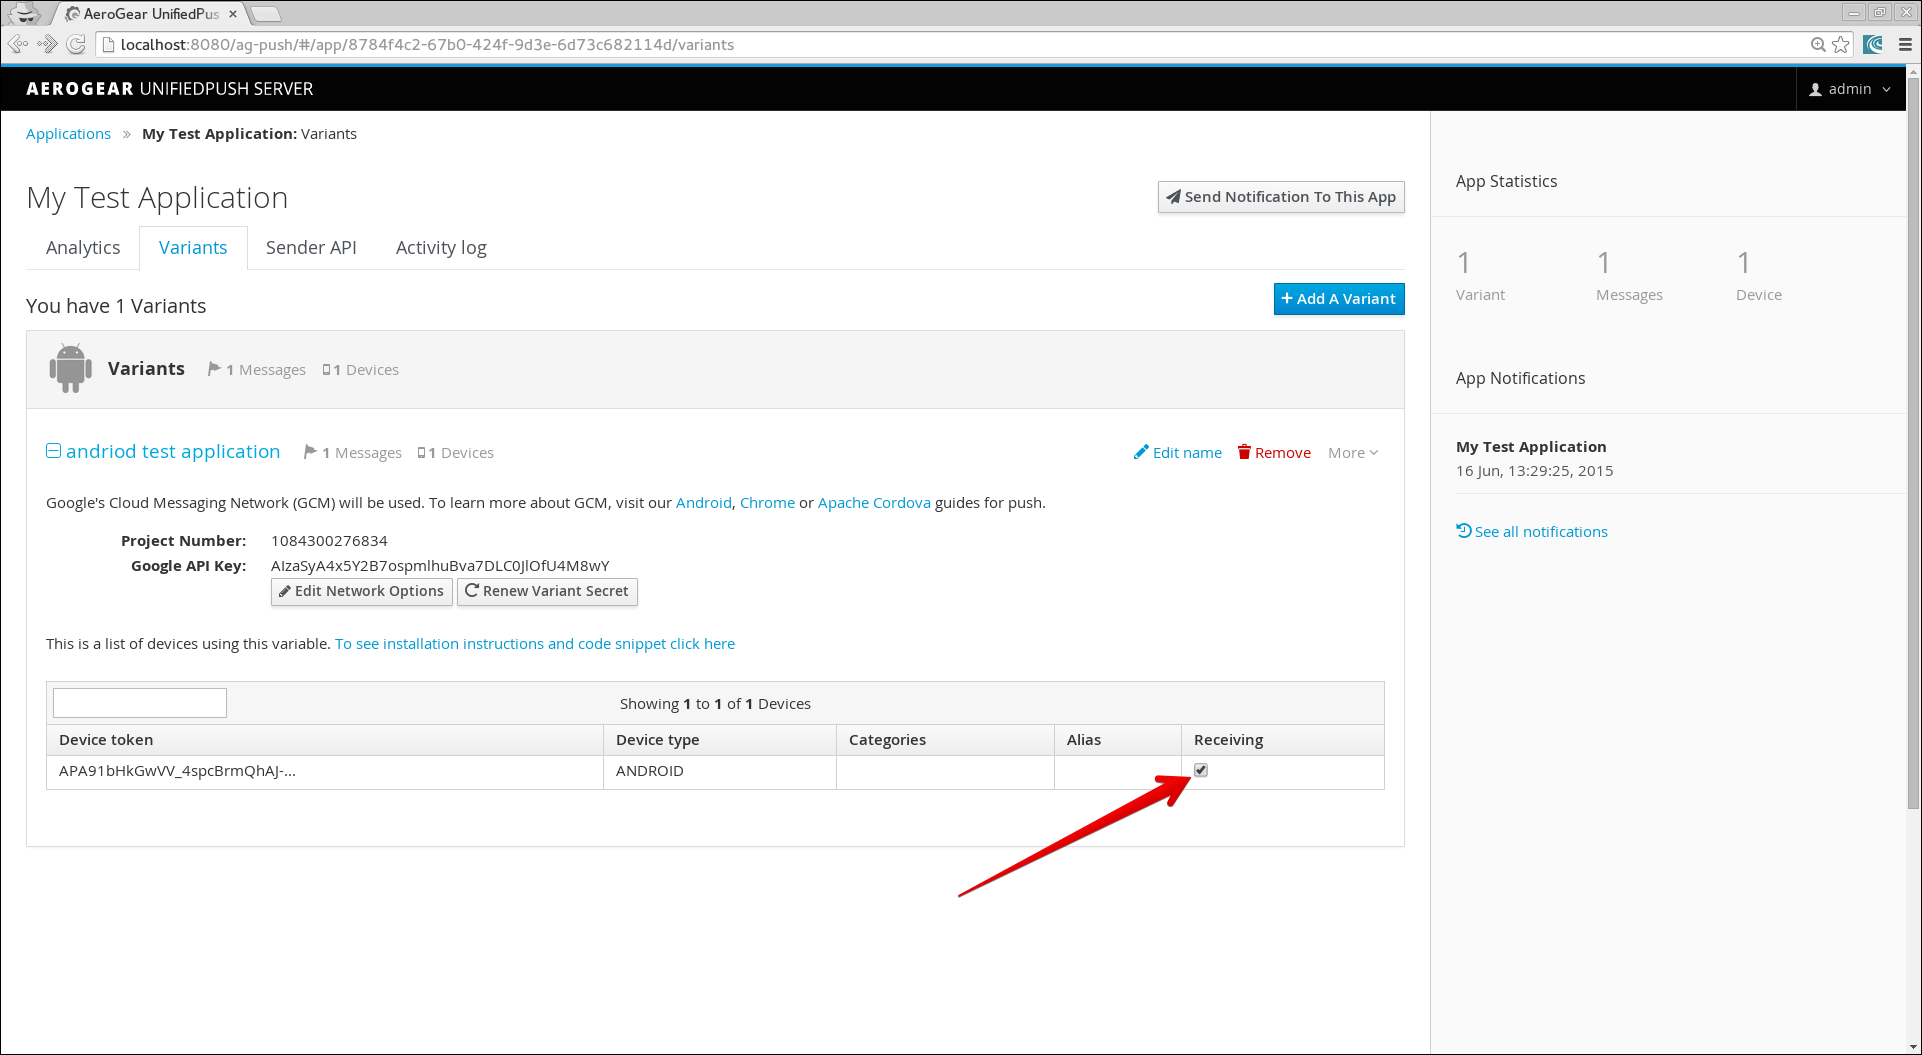 AeroGear UnifiedPus
localhost:8080/ag-push/#/app/8784f4c2-67b0-424f-9d3e-6d73c682114d/variants
AEROGEAR UNIFIEDPUSH SERVER
admin
Applications » My Test Application: Variants
My Test Application
Send Notification To This App
Analytics
Variants
Sender API
Activity log
You have 1 Variants
+ Add A Variant
Variants 1 Messages 1 Devices
andriod test application 1 Messages 1 Devices
Edit name Remove More
Google's Cloud Messaging Network (GCM) will be used. To learn more about GCM, visit our Android, Chrome or Apache Cordova guides for push.
Project Number: 1084300276834
Google API Key: AIzaSyA4x5Y2B7ospmlhuBva7DLC0JlOfU4M8wY
Edit Network Options Renew Variant Secret
This is a list of devices using this variable. To see installation instructions and code snippet click here
Showing 1 to 1 of 1 Devices
Device token Device type Categories Alias Receiving
APA91bHkGwVV_4spcBrmQhAJ-... ANDROID
App Statistics
1 1 1
Variant Messages Device
App Notifications
My Test Application
16 Jun, 13:29:25, 2015
See all notifications